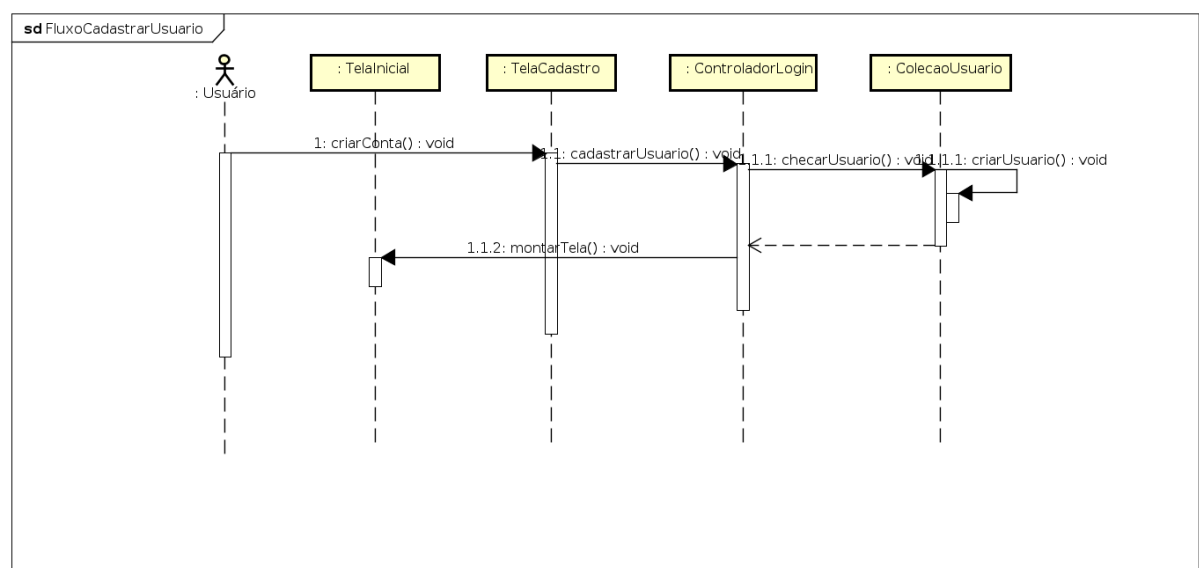 sd FluxoCadastrarUsuario
: Usuário
: TelaInicial
: TelaCadastro
: ControladorLogin
: ColecaoUsuario
1: criarConta() : void
1.1: cadastrarUsuario() : void
1.1.1: checarUsuario() : void
1.1.1.1: criarUsuario() : void
1.1.2: montarTela() : void